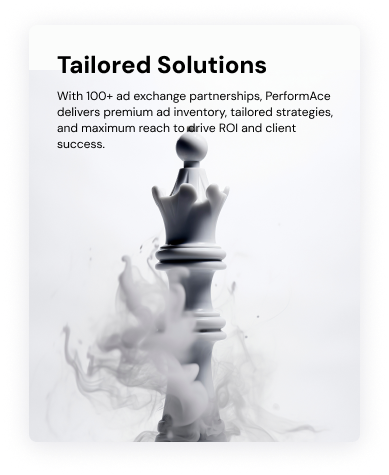 Tailored Solutions
With 100+ ad exchange partnerships, PerformAce
delivers premium ad inventory, tailored strategies,
and maximum reach to drive ROI and client
success.